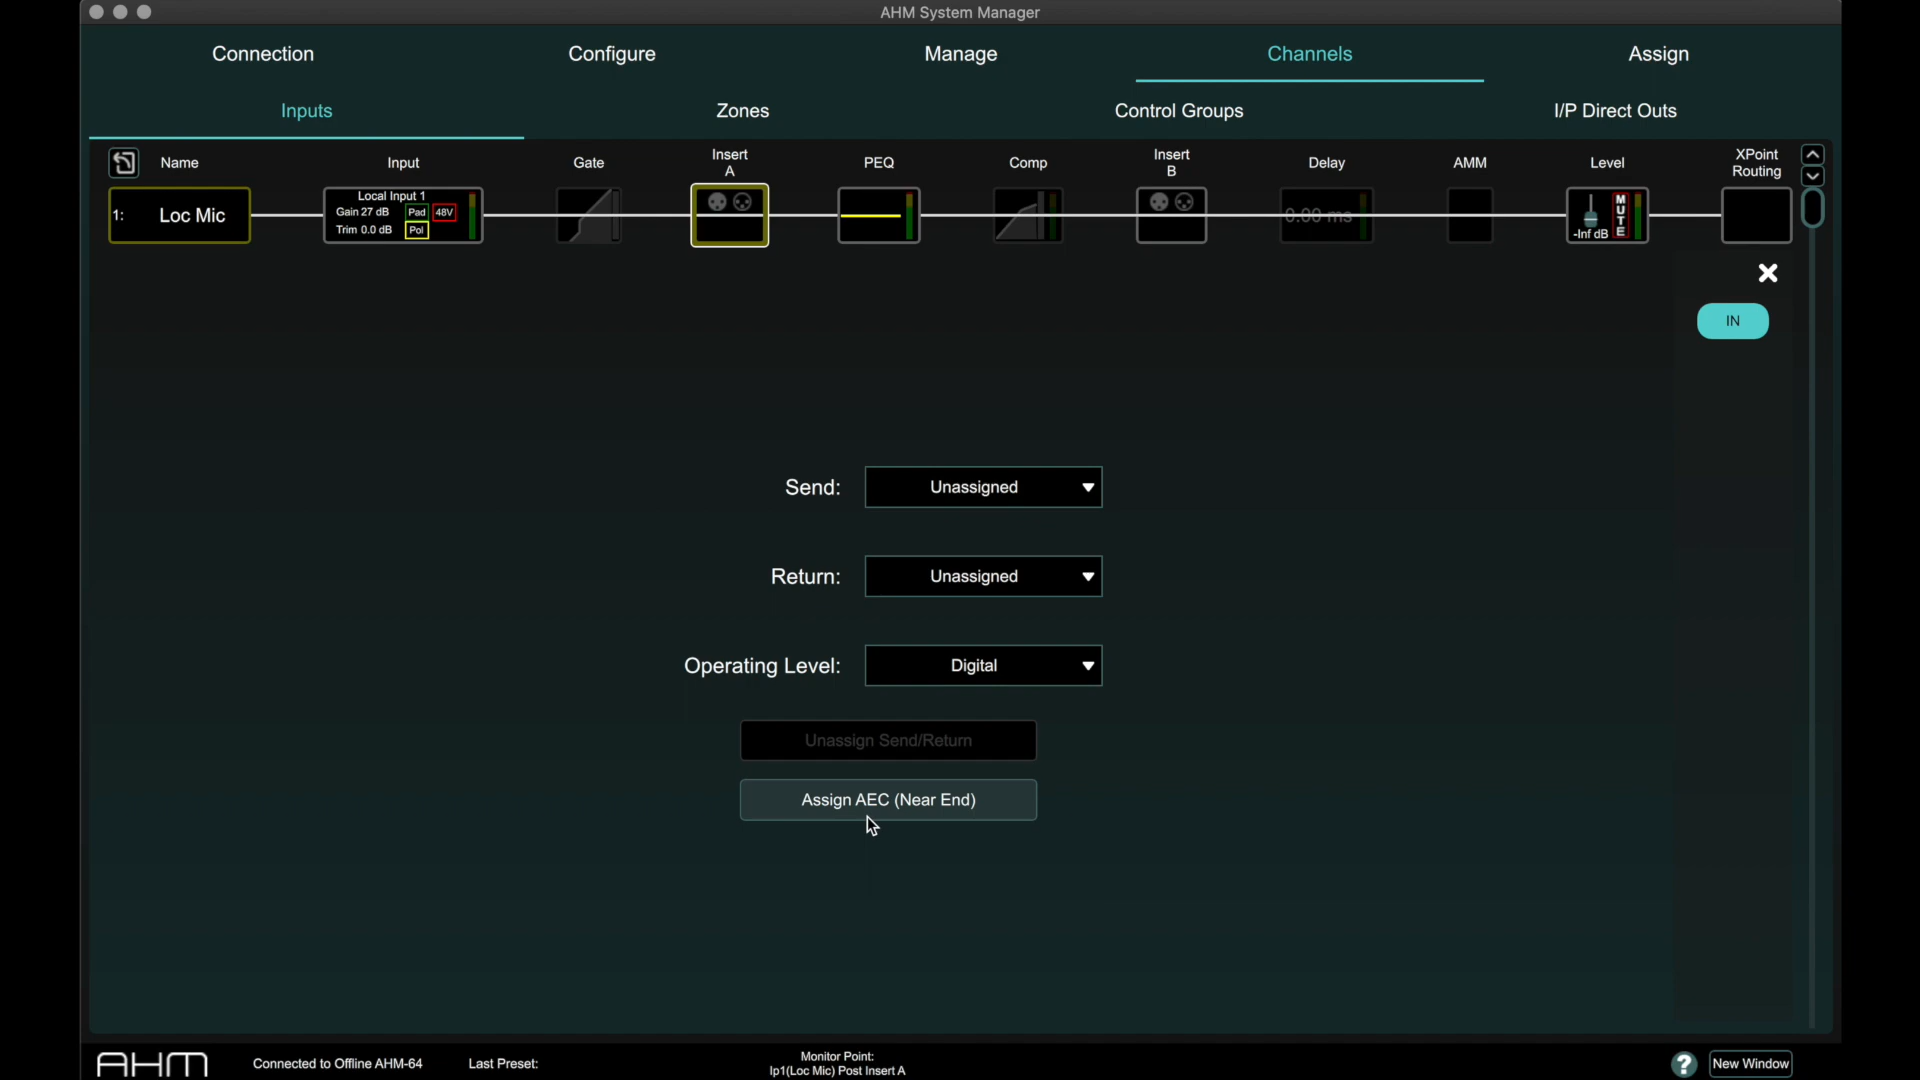 AHM System Manager
Connection Configure Manage Channels Assign
Inputs Zones Control Groups I/P Direct Outs
Name Input Gate Insert A PEQ Comp Insert B Delay AMM Level XPoint Routing
1: Loc Mic
Local Input 1
Gain 27 dB Pad 48V
Trim 0.0 dB Pol
0.00 ms
MUTE
-Inf dB
IN
Send: Unassigned
Return: Unassigned
Operating Level: Digital
Unassign Send/Return
Assign AEC (Near End)
AHM Connected to Offline AHM-64 Last Preset:
Monitor Point:
Ip1(Loc Mic) Post Insert A
? New Window